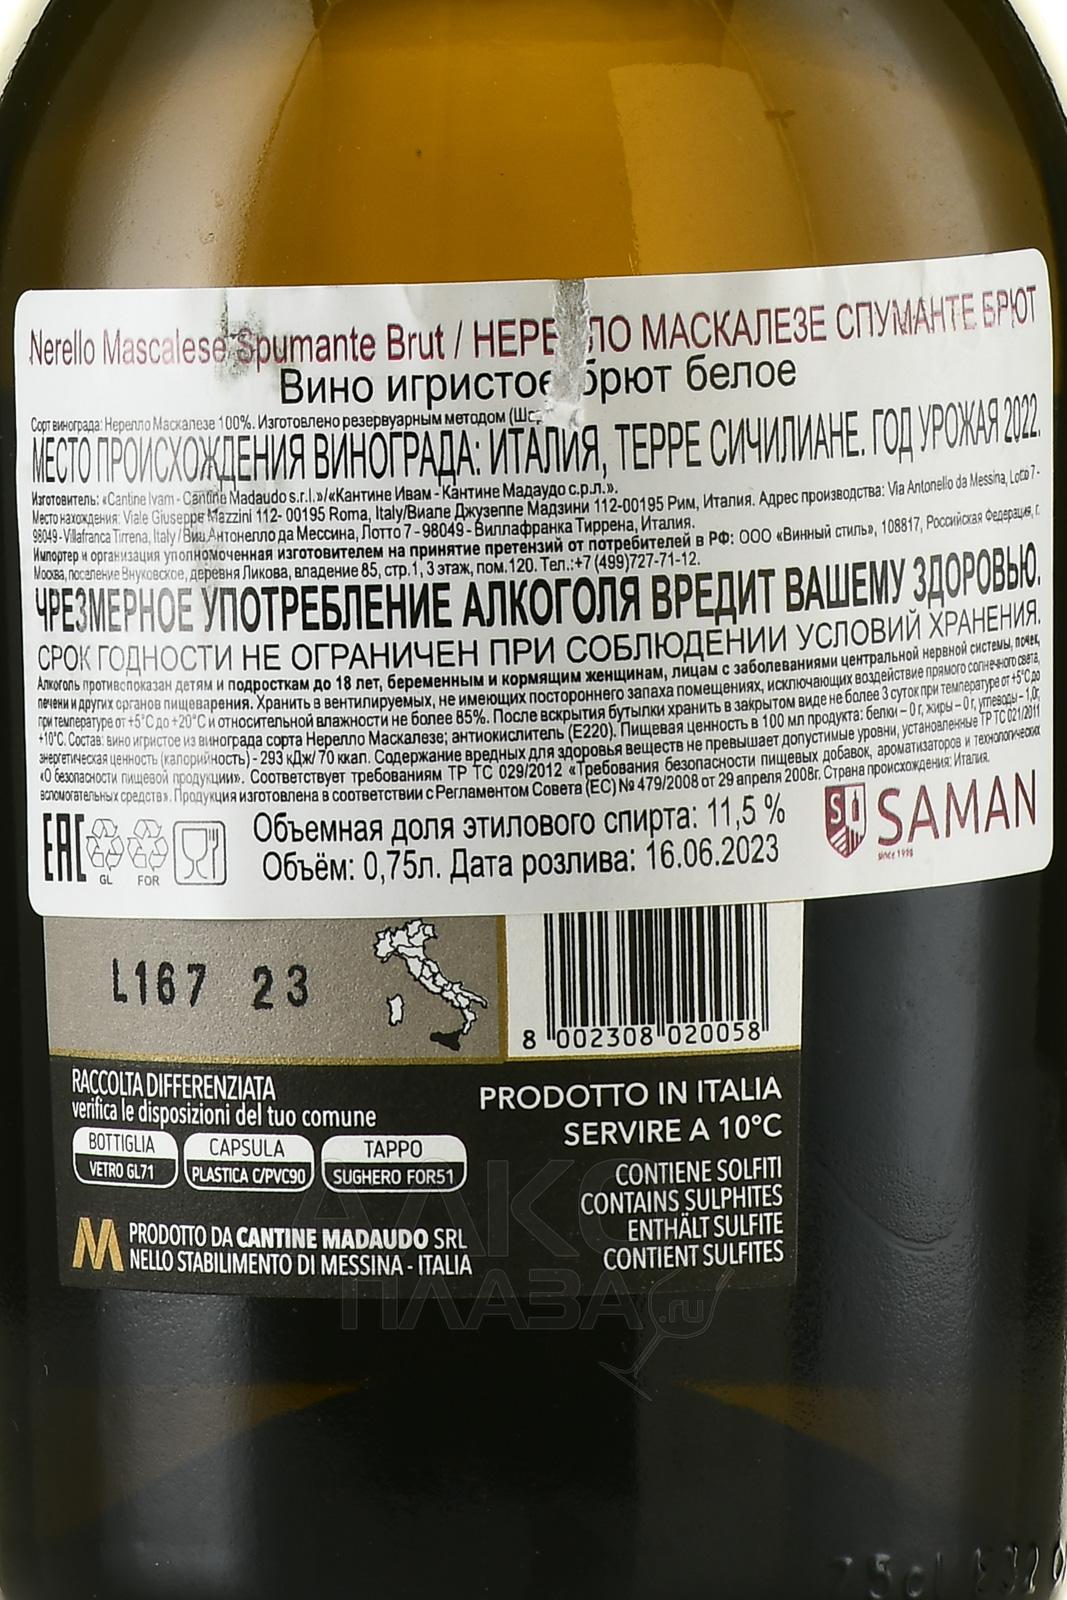 Nerello Mascalese Spumante Brut / НЕРЕ ЛО МАСКАЛЕЗЕ СПУМАНТЕ БРЮТ
Вино игристое брют белое
Сорт винограда: Нерелло Маскалезе 100%. Изготовлено резервуарным методом
МЕСТО ПРОИСХОЖДЕНИЯ ВИНОГРАДА: ИТАЛИЯ, ТЕРРЕ СИЧИЛИАНЕ. ГОД УРОЖАЯ 2022.
Изготовитель: «Cantine Ivam - Cantine Madaudo s.r.l.»/«Кантине Ивам - Кантине Мадаудо с.р.л.».
Место нахождения: Viale Giuseppe Mazzini 112- 00195 Roma, Italy/Виале Джузеппе Мадзини 112-00195 Рим, Италия. Адрес производства: Via Antonello da Messina, Lotto 7 -
98049 - Villafranca Tirrena, Italy / Виа Антонелло да Мессина, Лотто 7 - 98049 - Виллафранка Тиррена, Италия.
Импортер и организация уполномоченная изготовителем на принятие претензий от потребителей в РФ: ООО «Винный стиль», 108817, Российская Федерация, г.
Москва, поселение Внуковское, деревня Ликова, владение 85, стр.1, 3 этаж, пом.120. Тел.:+7 (499)727-71-12.
ЧРЕЗМЕРНОЕ УПОТРЕБЛЕНИЕ АЛКОГОЛЯ ВРЕДИТ ВАШЕМУ ЗДОРОВЬЮ.
СРОК ГОДНОСТИ НЕ ОГРАНИЧЕН ПРИ СОБЛЮДЕНИИ УСЛОВИЙ ХРАНЕНИЯ.
Алкоголь противопоказан детям и подросткам до 18 лет, беременным и кормящим женщинам, лицам с заболеваниями центральной нервной системы, почек,
печени и других органов пищеварения. Хранить в вентилируемых, не имеющих постороннего запаха помещениях, исключающих воздействие прямого солнечного света,
при температуре от +5°С до +20°С и относительной влажности не более 85%. После вскрытия бутылки хранить в закрытом виде не более 3 суток при температуре от +5°С до
+10°С. Состав: вино игристое из винограда сорта Нерелло Маскалезе; антиокислитель (Е220). Пищевая ценность в 100 мл продукта: белки – 0 г, жиры – 0 г, углеводы – 1,0г,
энергетическая ценность (калорийность) - 293 кДж/ 70 ккал. Содержание вредных для здоровья веществ не превышает допустимые уровни, установленные ТР ТС 021/2011
«О безопасности пищевой продукции». Соответствует требованиям ТР ТС 029/2012 «Требования безопасности пищевых добавок, ароматизаторов и технологических
вспомогательных средств». Продукция изготовлена в соответствии с Регламентом Совета (ЕС) № 479/2008 от 29 апреля 2008г. Страна происхождения: Италия.
EAC GL FOR
Объемная доля этилового спирта: 11,5 %
Объём: 0,75л. Дата розлива: 16.06.2023
SAMAN
since 1998
L167 23
8 002308 020058
RACCOLTA DIFFERENZIATA
verifica le disposizioni del tuo comune
BOTTIGLIA CAPSULA TAPPO
VETRO GL71 PLASTICA C/PVC90 SUGHERO FOR51
PRODOTTO IN ITALIA
SERVIRE A 10°C
CONTIENE SOLFITI
CONTAINS SULPHITES
ENTHÄLT SULFITE
CONTIENT SULFITES
M PRODOTTO DA CANTINE MADAUDO SRL
NELLO STABILIMENTO DI MESSINA - ITALIA
АЛКО
ПЛАЗА.ru
75cl